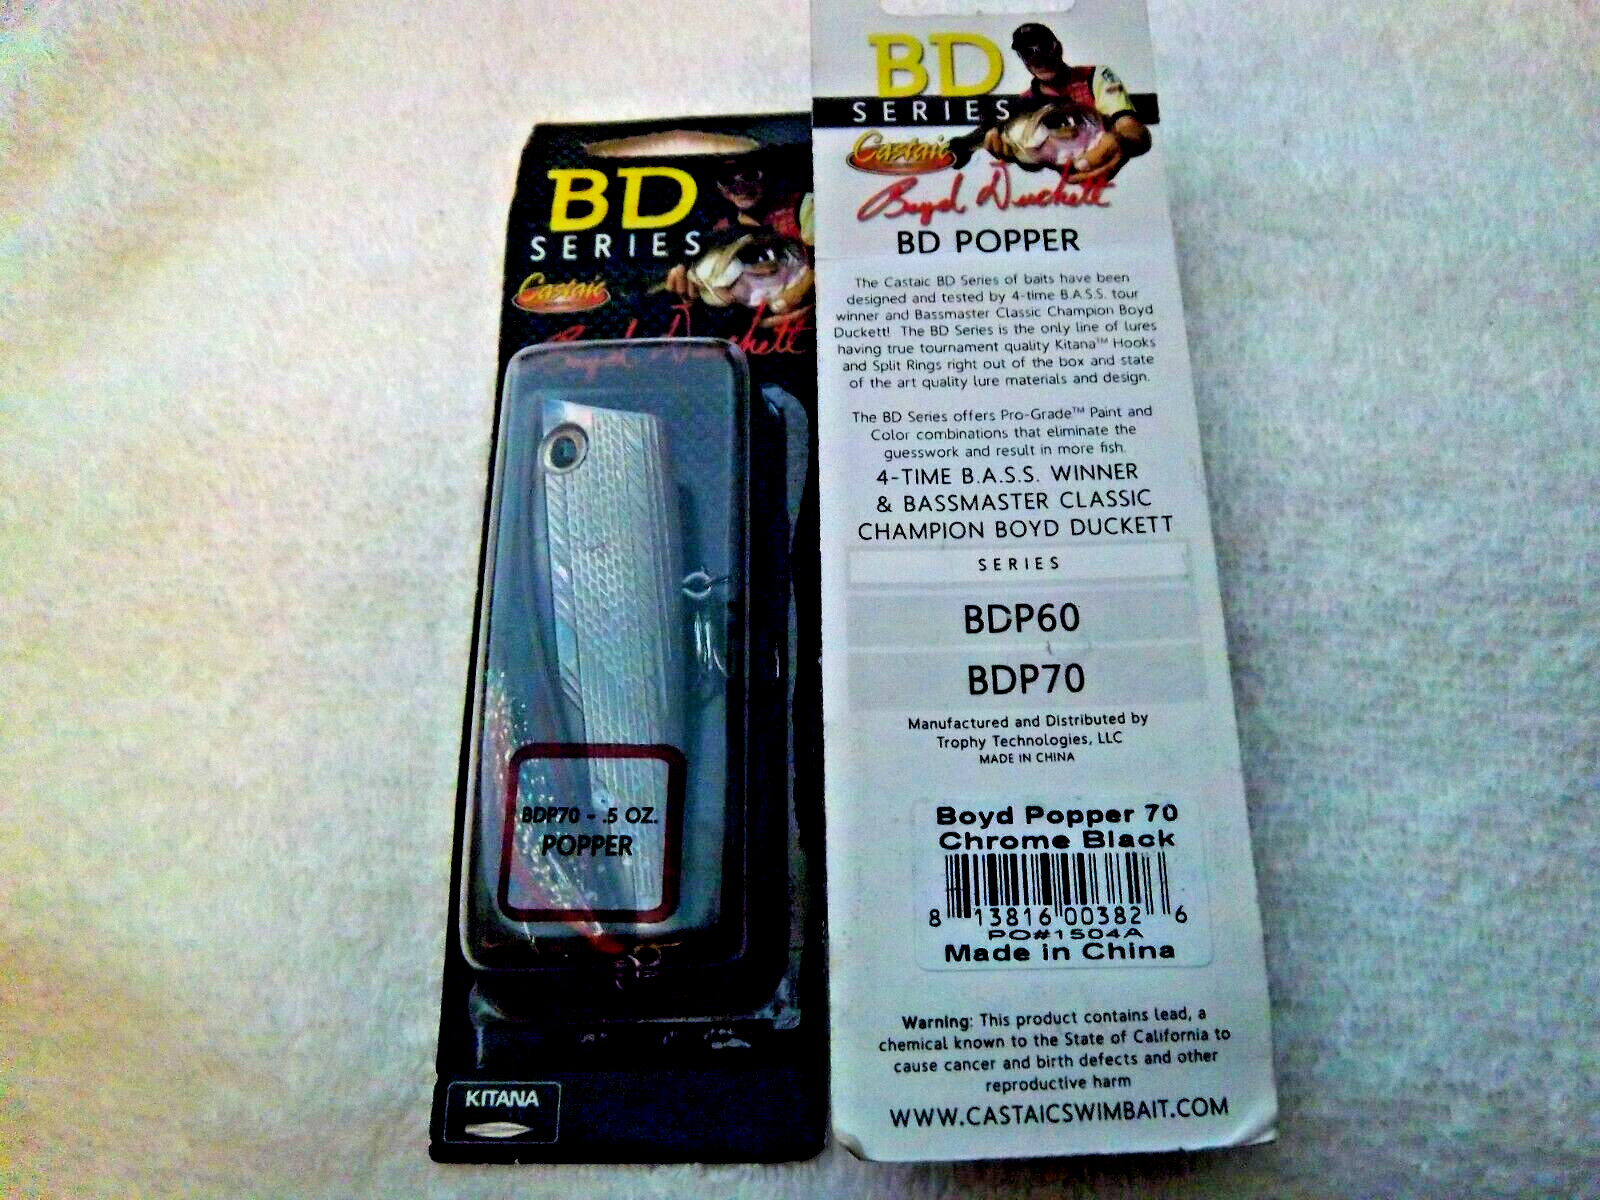 BD
SERIES
Castaic
Boyd Duckett
BDP70 - .5 OZ.
POPPER
KITANA
BD
SERIES
Castaic
Boyd Duckett
BD POPPER
The Castaic BD Series of baits have been
designed and tested by 4-time B.A.S.S. tour
winner and Bassmaster Classic Champion Boyd
Duckett! The BD Series is the only line of lures
having true tournament quality Kitana™ Hooks
and Split Rings right out of the box and state
of the art quality lure materials and design.
The BD Series offers Pro-Grade™ Paint and
Color combinations that eliminate the
guesswork and result in more fish.
4-TIME B.A.S.S. WINNER
& BASSMASTER CLASSIC
CHAMPION BOYD DUCKETT
SERIES
BDP60
BDP70
Manufactured and Distributed by
Trophy Technologies, LLC
MADE IN CHINA
Boyd Popper 70
Chrome Black
8 13816 00382 6
PO#1504A
Made in China
Warning: This product contains lead, a
chemical known to the State of California to
cause cancer and birth defects and other
reproductive harm
WWW.CASTAICSWIMBAIT.COM